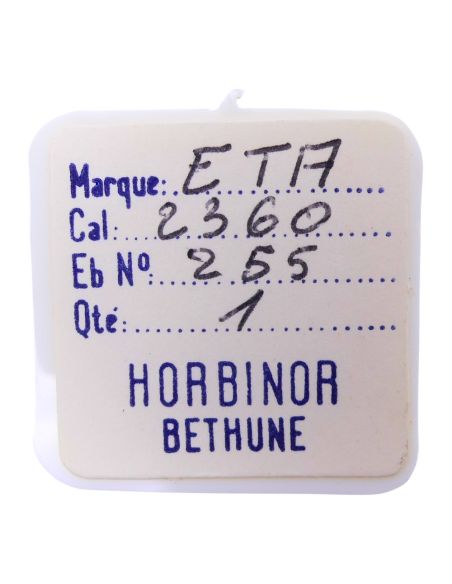 Marque: ETA
Cal: 2360
Eb Nº 255
Qté: 1
HORBINOR
BETHUNE